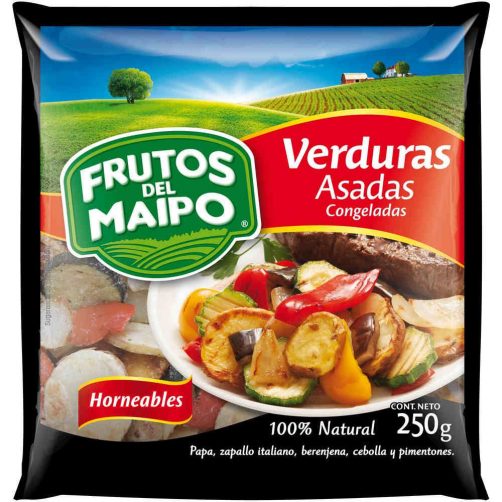 FRUTOS
DEL
MAIPO®
Verduras
Asadas
Congeladas
Horneables
100% Natural
CONT. NETO
250g
Papa, zapallo italiano, berenjena, cebolla y pimentones.